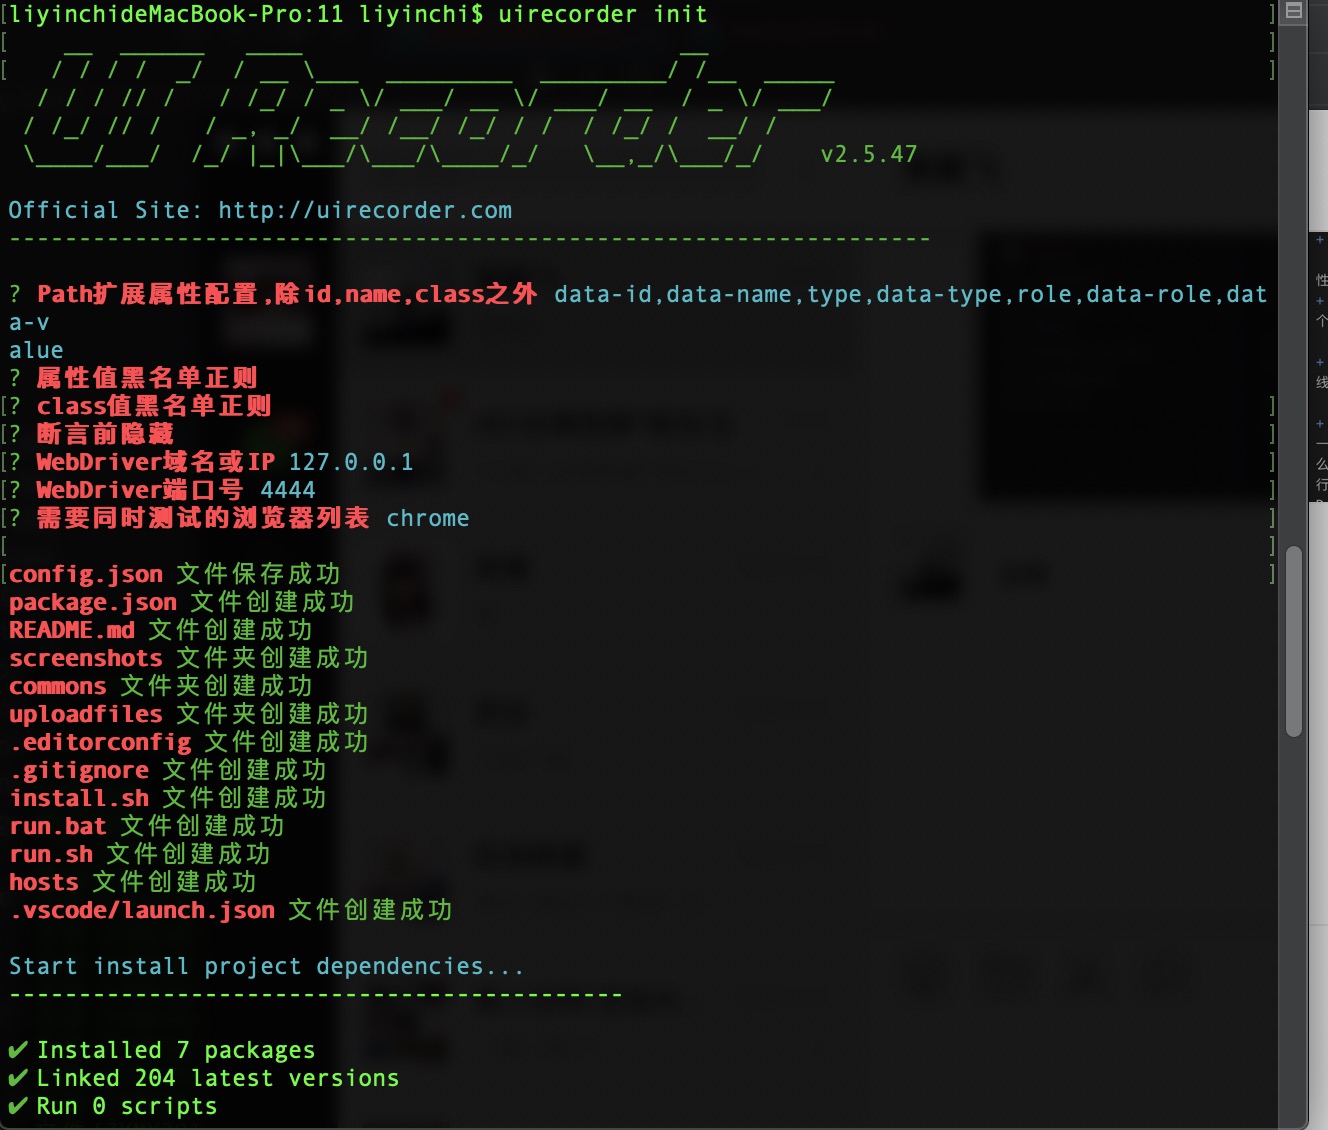 liyinchideMacBook-Pro:11 liyinchi$ uirecorder init
UI Recorder
v2.5.47
Official Site: http://uirecorder.com
------------------------------------------------------------------
? Path扩展属性配置,除id,name,class之外 data-id,data-name,type,data-type,role,data-role,dat
a-v
alue
? 属性值黑名单正则
[? class值黑名单正则 ]
[? 断言前隐藏 ]
[? WebDriver域名或IP 127.0.0.1 ]
[? WebDriver端口号 4444 ]
[? 需要同时测试的浏览器列表 chrome ]
[config.json 文件保存成功 ]
package.json 文件创建成功
README.md 文件创建成功
screenshots 文件夹创建成功
commons 文件夹创建成功
uploadfiles 文件夹创建成功
.editorconfig 文件创建成功
.gitignore 文件创建成功
install.sh 文件创建成功
run.bat 文件创建成功
run.sh 文件创建成功
hosts 文件创建成功
.vscode/launch.json 文件创建成功
Start install project dependencies...
--------------------------------------------
✔ Installed 7 packages
✔ Linked 204 latest versions
✔ Run 0 scripts
性
个
线
一
么
行